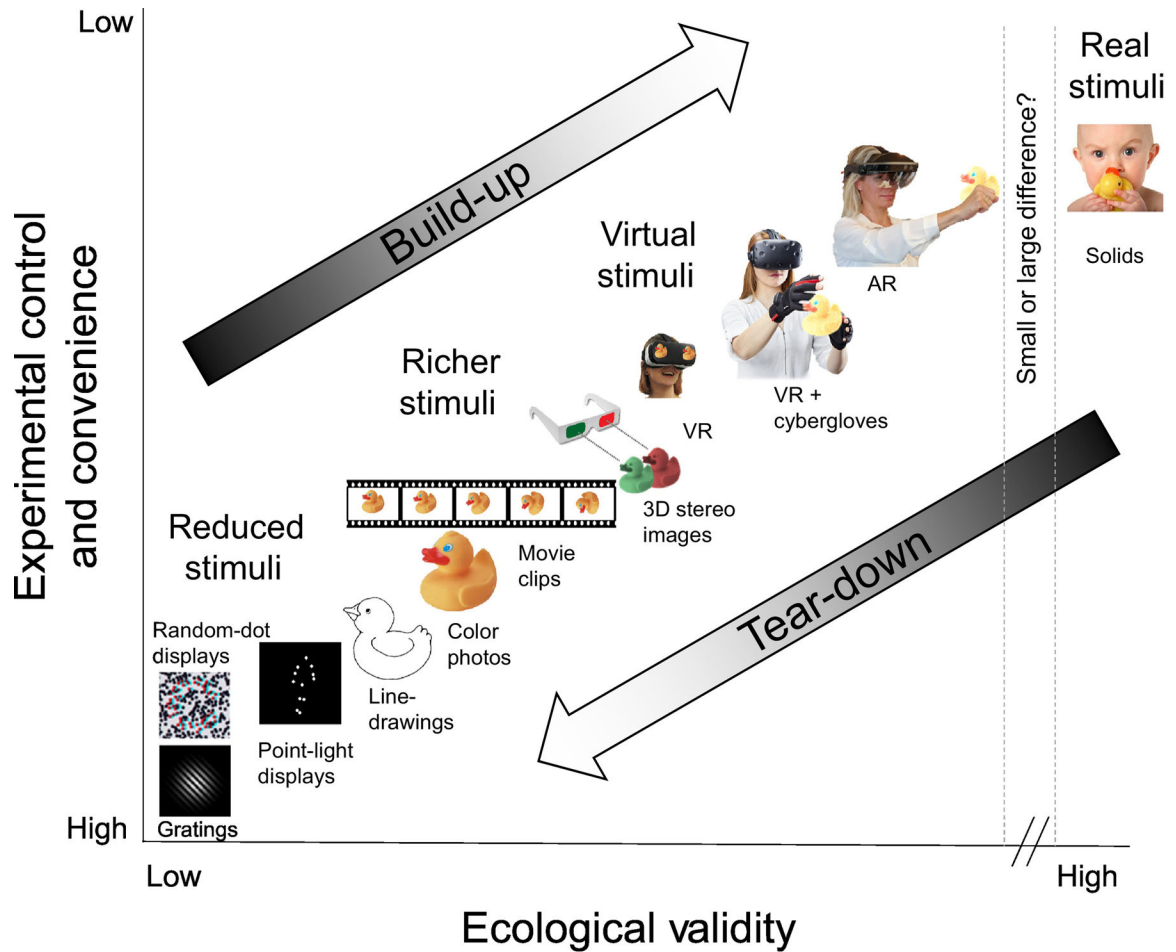 Low
Experimental control
and convenience
High
Build-up
Real
stimuli
Small or large difference?
Solids
Virtual
stimuli
AR
VR +
cybergloves
VR
Richer
stimuli
3D stereo
images
Movie
clips
Reduced
stimuli
Color
photos
Random-dot
displays
Line-
drawings
Point-light
displays
Gratings
Tear-down
Low
High
Ecological validity